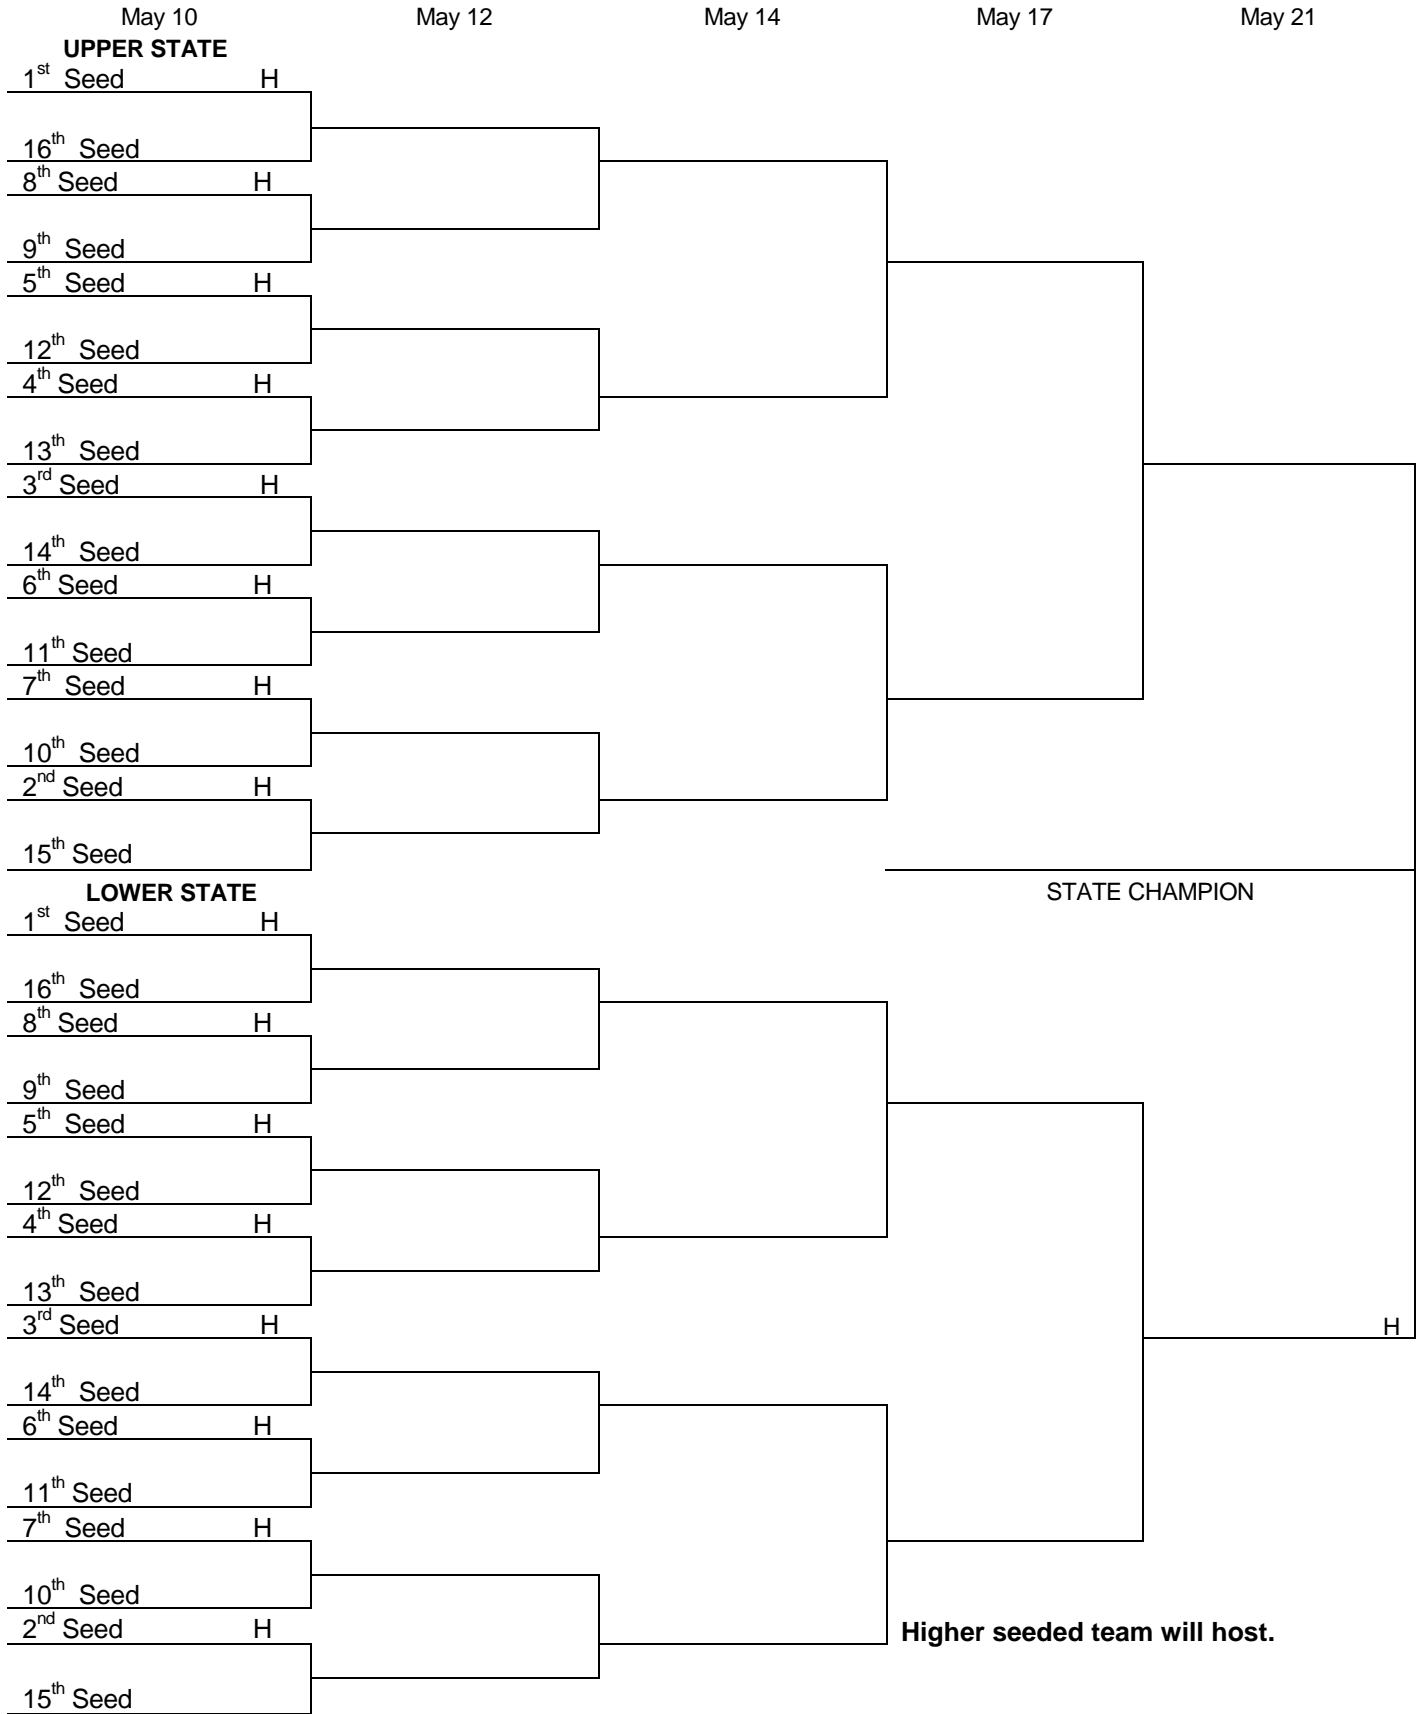 May 10 May 12 May 14 May 17 May 21
UPPER STATE
1st Seed H
16th Seed
8th Seed H
9th Seed
5th Seed H
12th Seed
4th Seed H
13th Seed
3rd Seed H
14th Seed
6th Seed H
11th Seed
7th Seed H
10th Seed
2nd Seed H
15th Seed
LOWER STATE STATE CHAMPION
1st Seed H
16th Seed
8th Seed H
9th Seed
5th Seed H
12th Seed
4th Seed H
13th Seed
3rd Seed H H
14th Seed
6th Seed H
11th Seed
7th Seed H
10th Seed
2nd Seed H Higher seeded team will host.
15th Seed